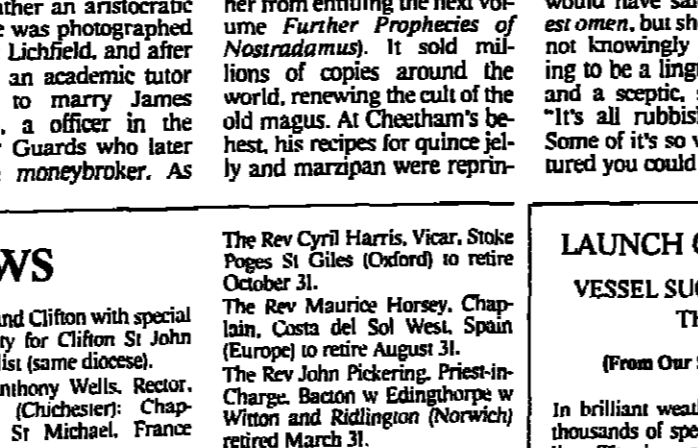 ather an aristocratic
e was photographed
Lichfield, and after
an academic tutor
to marry James
, a officer in the
Guards who later
moneybroker. As
her from entitling the next vol-
ume Further Prophecies of
Nostradamus). It sold mil-
lions of copies around the
world, renewing the cult of the
old magus. At Cheetham's be-
hest, his recipes for quince jel-
ly and marzipan were reprin-
would have
est omen, but sh
not knowingly
ing to be a ling
and a sceptic,
"It's all rubbis
Some of it's so
tured you could
WS
and Clifton with special
ty for Clifton St John
list (same diocese).
nthony Wells, Rector,
(Chichester): Chap-
St Michael, France
The Rev Cyril Harris, Vicar, Stoke
Poges St Giles (Oxford) to retire
October 31.
The Rev Maurice Horsey, Chap-
lain, Costa del Sol West, Spain
(Europe) to retire August 31.
The Rev John Pickering, Priest-in-
Charge, Bacton w Edingthorpe w
Witton and Ridlington (Norwich)
retired March 31.
LAUNCH
VESSEL SU
TH
(From Our
In brilliant weat
thousands of spe